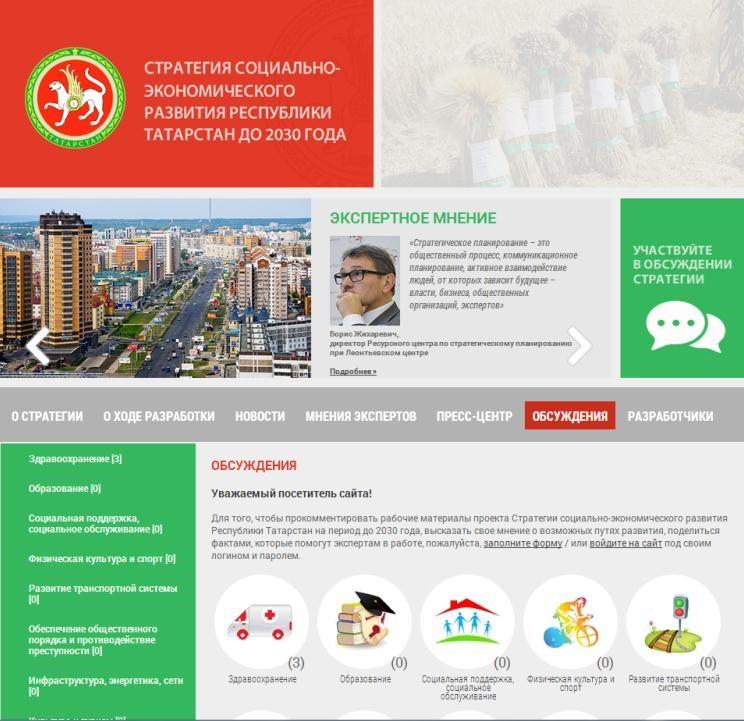 СТРАТЕГИЯ СОЦИАЛЬНО-
ЭКОНОМИЧЕСКОГО
РАЗВИТИЯ РЕСПУБЛИКИ
ТАТАРСТАН ДО 2030 ГОДА
ТАТАРСТАН
ЭКСПЕРТНОЕ МНЕНИЕ
«Стратегическое планирование – это
общественный процесс, коммуникационное
планирование, активное взаимодействие
людей, от которых зависит будущее –
власти, бизнеса, общественных
организаций, экспертов»
Борис Жихаревич,
директор Ресурсного центра по стратегическому планированию
при Леонтьевском центре
Подробнее »
УЧАСТВУЙТЕ
В ОБСУЖДЕНИИ
СТРАТЕГИИ
О СТРАТЕГИИ О ХОДЕ РАЗРАБОТКИ НОВОСТИ МНЕНИЯ ЭКСПЕРТОВ ПРЕСС-ЦЕНТР ОБСУЖДЕНИЯ РАЗРАБОТЧИКИ
Здравоохранение [3]
Образование [0]
Социальная поддержка,
социальное обслуживание [0]
Физическая культура и спорт [0]
Развитие транспортной системы
[0]
Обеспечение общественного
порядка и противодействие
преступности [0]
Инфраструктура, энергетика, сети
[0]
ОБСУЖДЕНИЯ
Уважаемый посетитель сайта!
Для того, чтобы прокомментировать рабочие материалы проекта Стратегии социально-экономического развития
Республики Татарстан на период до 2030 года, высказать свое мнение о возможных путях развития, поделиться
фактами, которые помогут экспертам в работе, пожалуйста, заполните форму / или войдите на сайт под своим
логином и паролем.
(3) (0) (0) (0) (0)
Здравоохранение
Образование
Социальная поддержка,
социальное
обслуживание
Физическая культура и
спорт
Развитие транспортной
системы